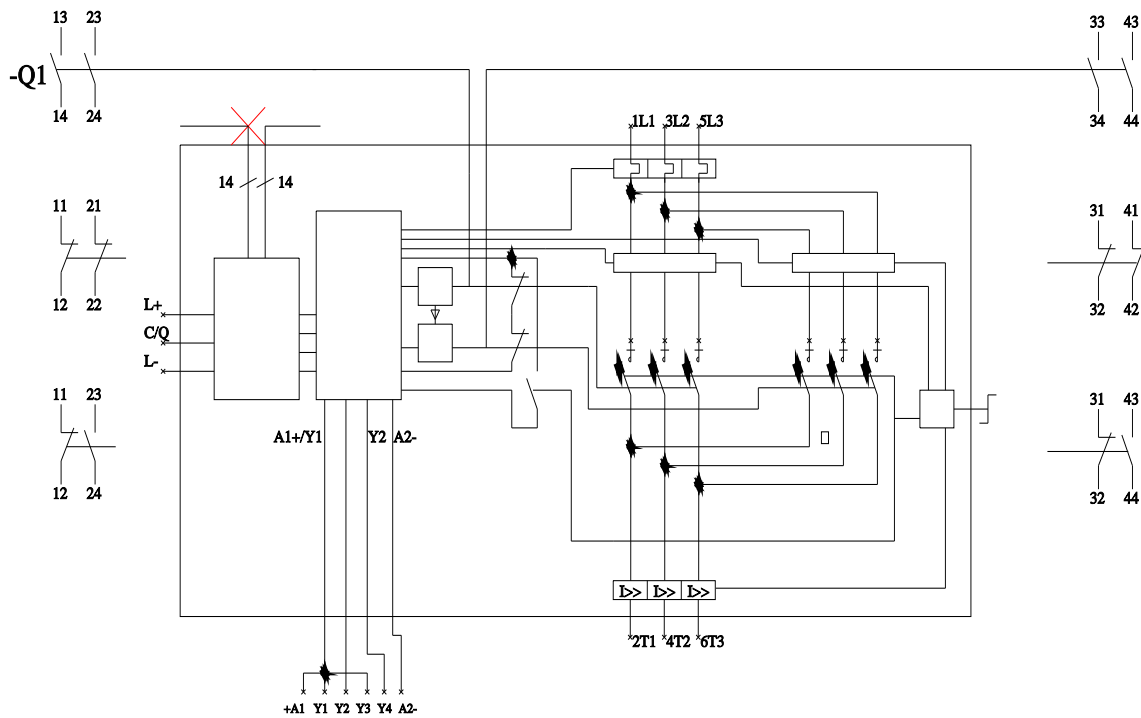 13 23
33 43
-Q1
14 24
34 44
1L1 3L2 5L3
14 14
11 21
31 41
12 22
32 42
L+
C/Q
L-
11 23
31 43
A1+/Y1 Y2 A2-
12 24
32 44
I>> I>> I>>
2T1 4T2 6T3
+A1 Y1 Y2 Y3 Y4 A2-